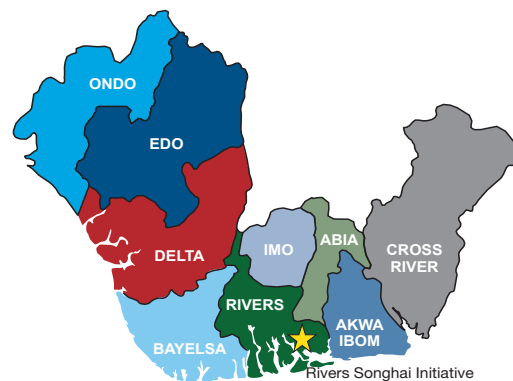 ONDO
EDO
DELTA
IMO
ABIA
CROSS
RIVER
RIVERS
BAYELSA
AKWA
IBOM
Rivers Songhai Initiative